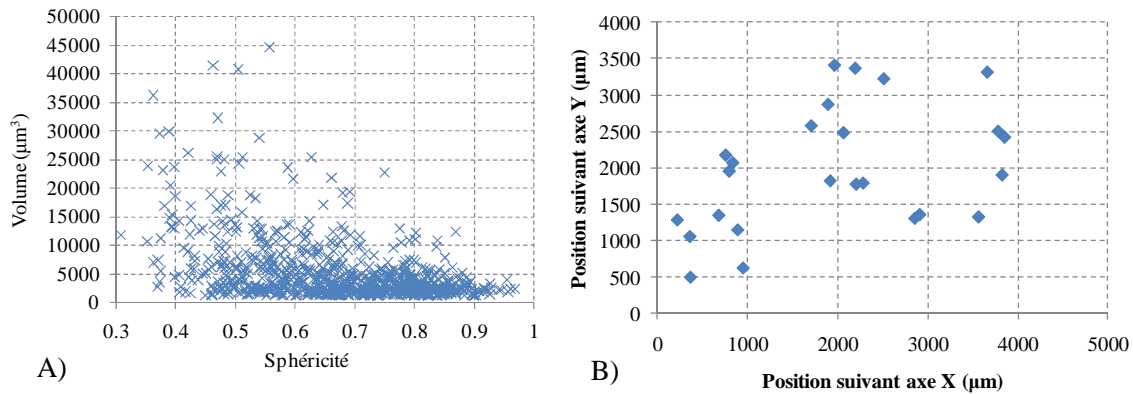 50000
45000
40000
35000
30000
25000
20000
15000
10000
5000
0
Volume (µm³)
0.3 0.4 0.5 0.6 0.7 0.8 0.9 1
Sphéricité
A)
4000
3500
3000
2500
2000
1500
1000
500
0
Position suivant axe Y (µm)
0 1000 2000 3000 4000 5000
Position suivant axe X (µm)
B)